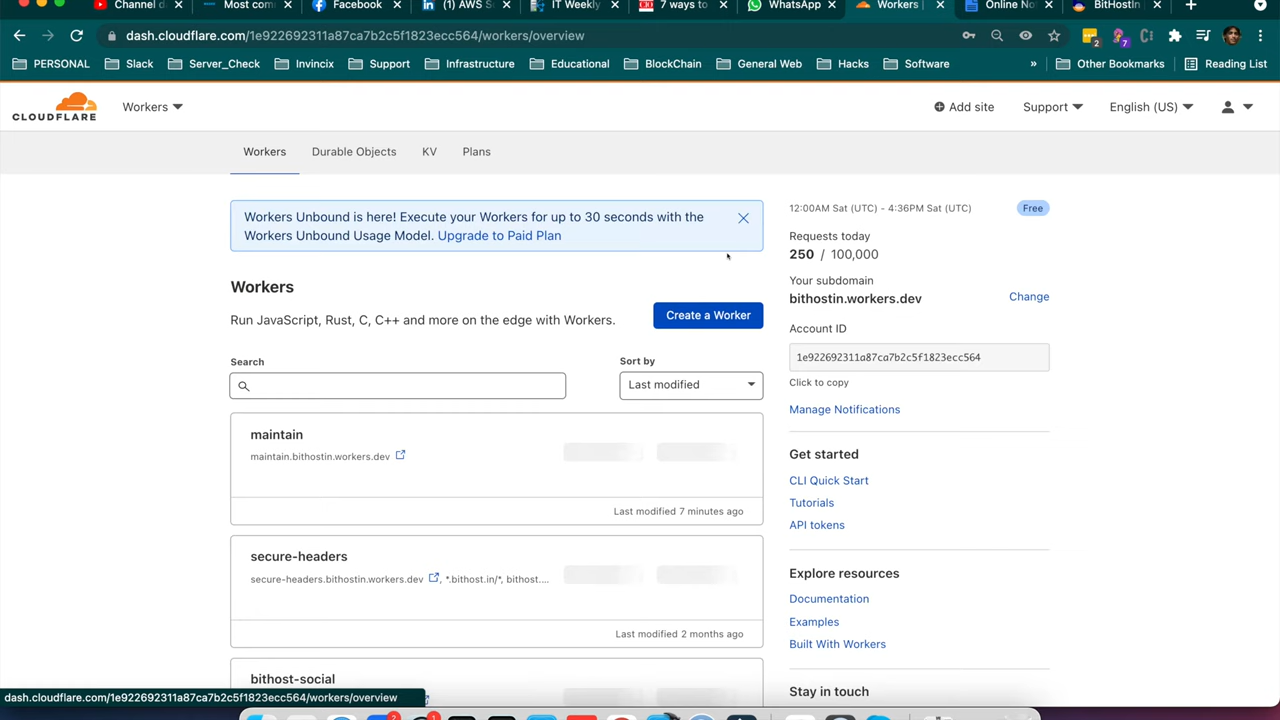 Channel d
Most com
Facebook
(1) AWS S
IT Weekly
7 ways to
WhatsApp
Workers
Online No
BitHostIn
dash.cloudflare.com/1e922692311a87ca7b2c5f1823ecc564/workers/overview
2
7
PERSONAL
Slack
Server_Check
Invincix
Support
Infrastructure
Educational
BlockChain
General Web
Hacks
Software
»
Other Bookmarks
Reading List
CLOUDFLARE
Workers
Add site
Support
English (US)
Workers
Durable Objects
KV
Plans
Workers Unbound is here! Execute your Workers for up to 30 seconds with the
Workers Unbound Usage Model. Upgrade to Paid Plan
Workers
Run JavaScript, Rust, C, C++ and more on the edge with Workers.
Create a Worker
Search
Sort by
Last modified
maintain
maintain.bithostin.workers.dev
Last modified 7 minutes ago
secure-headers
secure-headers.bithostin.workers.dev , *.bithost.in/*, bithost....
Last modified 2 months ago
bithost-social
12:00AM Sat (UTC) - 4:36PM Sat (UTC)
Free
Requests today
250 / 100,000
Your subdomain
bithostin.workers.dev
Change
Account ID
1e922692311a87ca7b2c5f1823ecc564
Click to copy
Manage Notifications
Get started
CLI Quick Start
Tutorials
API tokens
Explore resources
Documentation
Examples
Built With Workers
Stay in touch
dash.cloudflare.com/1e922692311a87ca7b2c5f1823ecc564/workers/overview